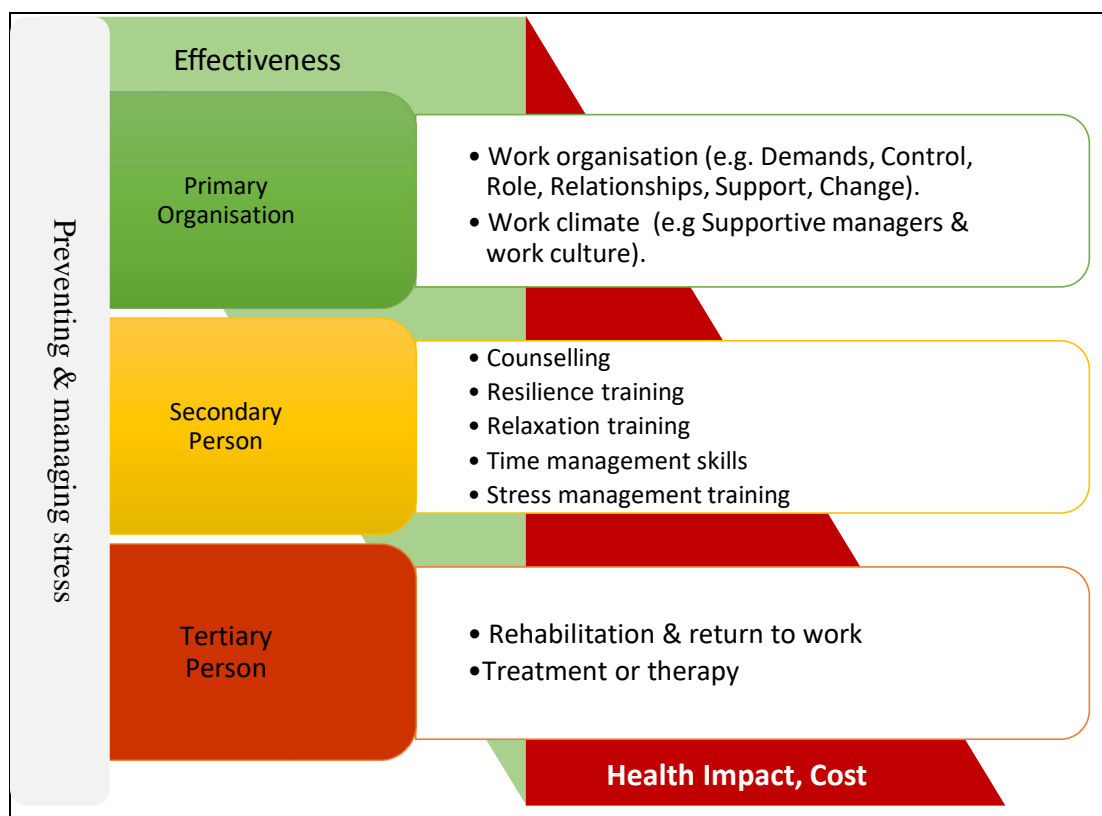 Preventing & managing stress
Effectiveness
Primary
Organisation
• Work organisation (e.g. Demands, Control,
Role, Relationships, Support, Change).
• Work climate  (e.g Supportive managers &
work culture).
Secondary
Person
• Counselling
• Resilience training
• Relaxation training
• Time management skills
• Stress management training
Tertiary
Person
• Rehabilitation & return to work
•Treatment or therapy
Health Impact, Cost